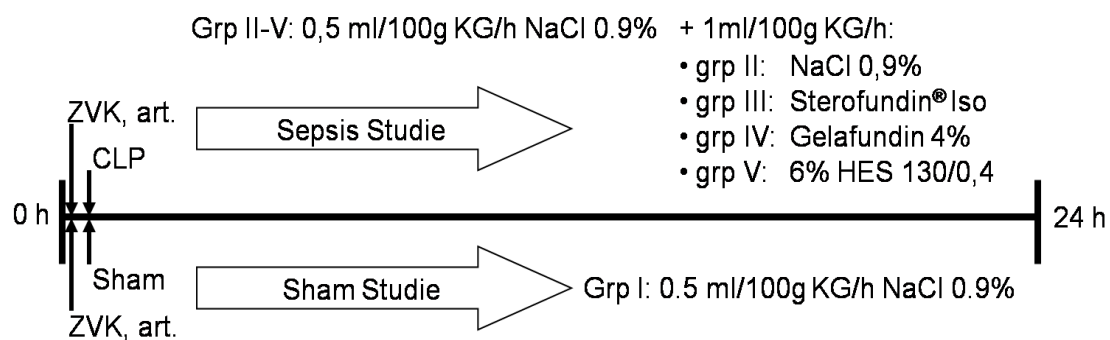 Grp II-V: 0,5 ml/100g KG/h NaCl 0.9% + 1ml/100g KG/h:
• grp II: NaCl 0,9%
• grp III: Sterofundin® Iso
• grp IV: Gelafundin 4%
• grp V: 6% HES 130/0,4
ZVK, art.
CLP
Sepsis Studie
0 h
24 h
Sham
ZVK, art.
Sham Studie
Grp I: 0.5 ml/100g KG/h NaCl 0.9%